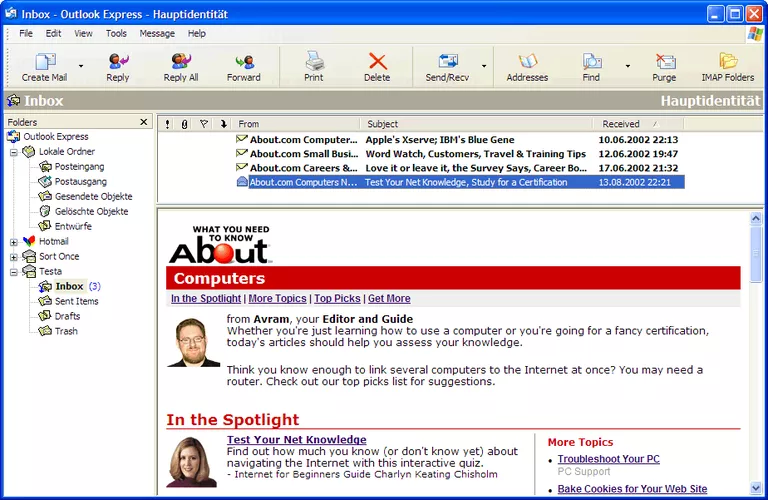 Inbox - Outlook Express - Hauptidentität
File Edit View Tools Message Help
Create Mail Reply Reply All Forward Print Delete Send/Recv Addresses Find Purge IMAP Folders
Inbox Hauptidentität
Folders
Outlook Express
Lokale Ordner
Posteingang
Postausgang
Gesendete Objekte
Gelöschte Objekte
Entwürfe
Hotmail
Sort Once
Testa
Inbox (3)
Sent Items
Drafts
Trash
From Subject Received
About.com Computer... Apple's Xserve; IBM's Blue Gene 10.06.2002 22:13
About.com Small Busi... Word Watch, Customers, Travel & Training Tips 12.06.2002 19:47
About.com Careers &... Love it or leave it, the Survey Says, Career Bo... 17.06.2002 21:32
About.com Computers N... Test Your Net Knowledge, Study for a Certification 13.08.2002 22:21
WHAT YOU NEED
TO KNOW
About
Computers
In the Spotlight | More Topics | Top Picks | Get More
from Avram, your Editor and Guide
Whether you're just learning how to use a computer or you're going for a fancy certification,
today's articles should help you assess your knowledge.
Think you know enough to link several computers to the Internet at once? You may need a
router. Check out our top picks list for suggestions.
In the Spotlight
Test Your Net Knowledge
Find out how much you know (or don't know yet) about
navigating the Internet with this interactive quiz.
- Internet for Beginners Guide Charlyn Keating Chisholm
More Topics
Troubleshoot Your PC
PC Support
Bake Cookies for Your Web Site